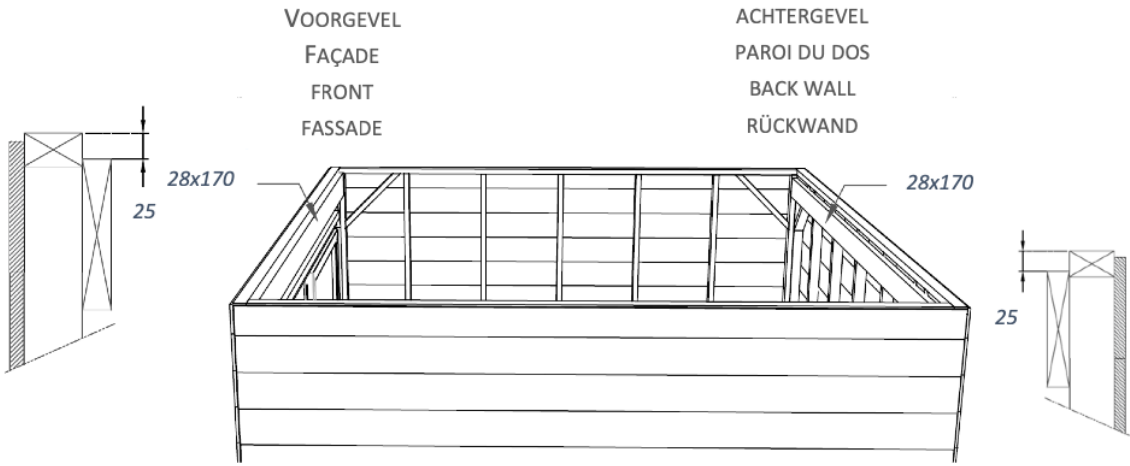 VOORGEVEL
FAÇADE
FRONT
FASSADE
ACHTERGEVEL
PAROI DU DOS
BACK WALL
RÜCKWAND
28x170
25
28x170
25